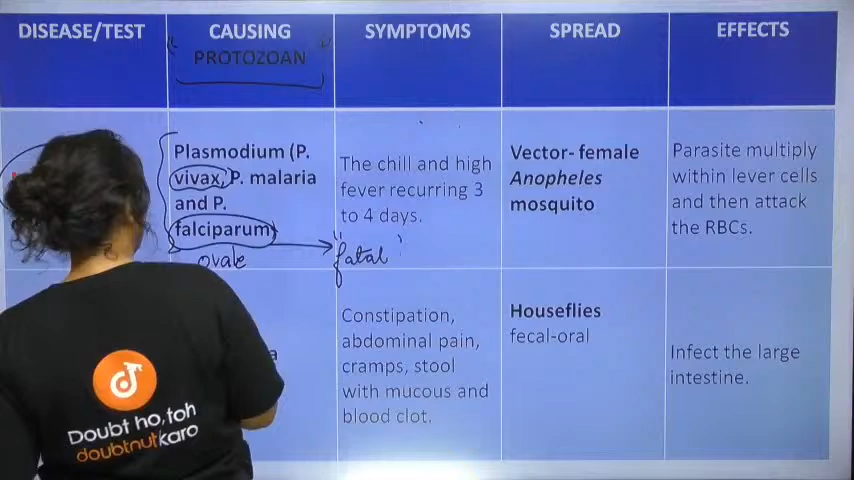 DISEASE/TEST
CAUSING
PROTOZOAN
SYMPTOMS
SPREAD
EFFECTS
Plasmodium (P.
vivax, P. malaria
and P.
falciparum)
ovale
The chill and high
fever recurring 3
to 4 days.
"fatal"
Vector- female
Anopheles
mosquito
Parasite multiply
within lever cells
and then attack
the RBCs.
Constipation,
abdominal pain,
cramps, stool
with mucous and
blood clot.
Houseflies
fecal-oral
Infect the large
intestine.
Doubt ho, toh
doubtnutkaro